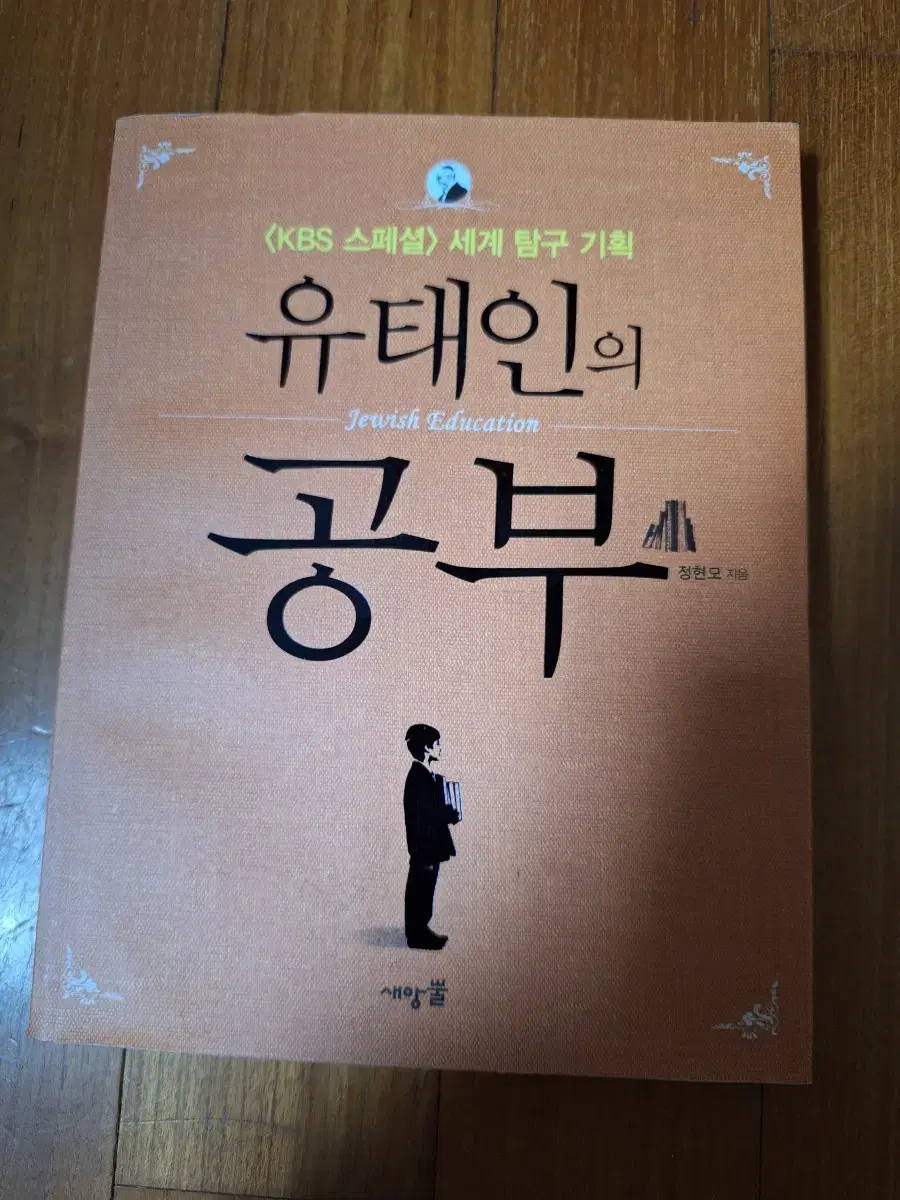 <KBS 스페셜> 세계 탐구 기획
유태인의
Jewish Education
공부
정현모 지음
새앙뿔